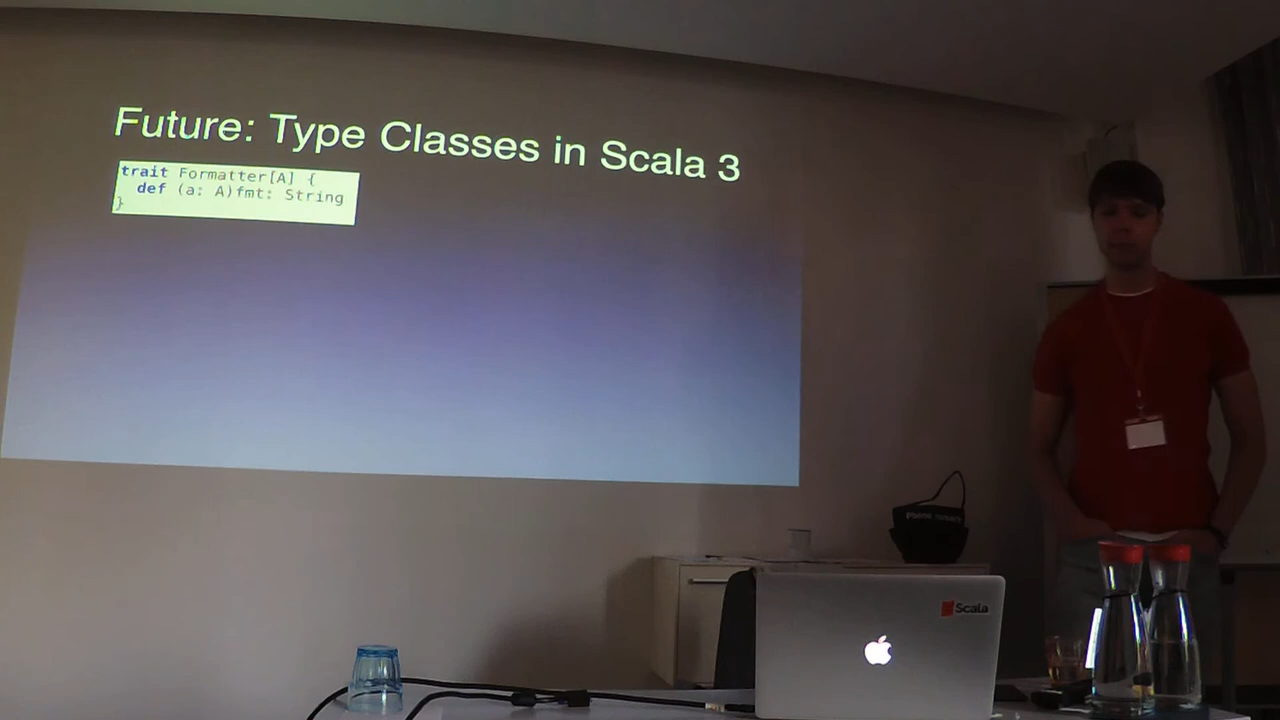 Future: Type Classes in Scala 3
trait Formatter[A] {
def (a: A)fmt: String
}
Scala